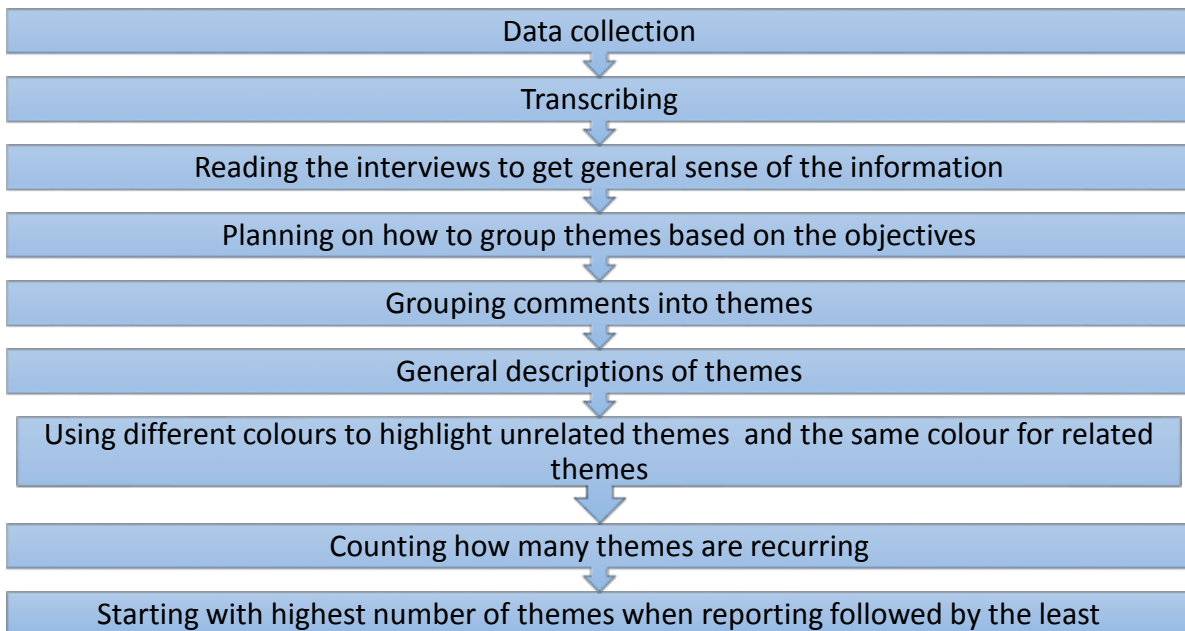 Data collection
Transcribing
Reading the interviews to get general sense of the information
Planning on how to group themes based on the objectives
Grouping comments into themes
General descriptions of themes
Using different colours to highlight unrelated themes  and the same colour for related
themes
Counting how many themes are recurring
Starting with highest number of themes when reporting followed by the least